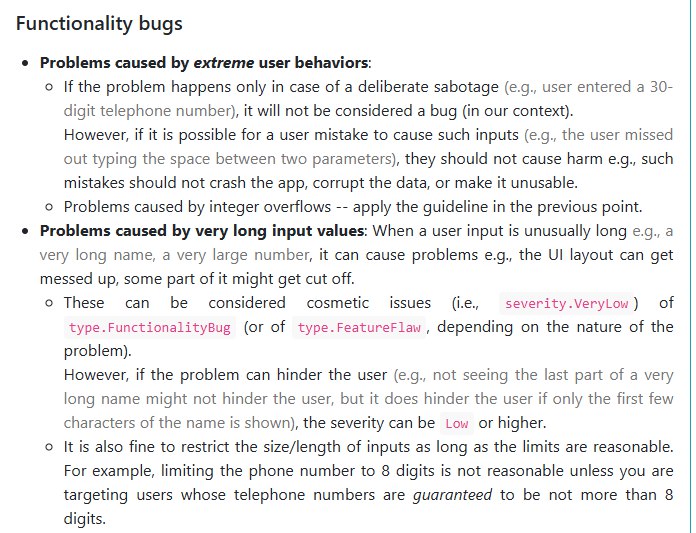 Functionality bugs
• Problems caused by extreme user behaviors:
○ If the problem happens only in case of a deliberate sabotage (e.g., user entered a 30-
digit telephone number), it will not be considered a bug (in our context).
However, if it is possible for a user mistake to cause such inputs (e.g., the user missed
out typing the space between two parameters), they should not cause harm e.g., such
mistakes should not crash the app, corrupt the data, or make it unusable.
○ Problems caused by integer overflows -- apply the guideline in the previous point.
• Problems caused by very long input values: When a user input is unusually long e.g., a
very long name, a very large number, it can cause problems e.g., the UI layout can get
messed up, some part of it might get cut off.
○ These can be considered cosmetic issues (i.e., severity.VeryLow) of
type.FunctionalityBug (or of type.FeatureFlaw, depending on the nature of the
problem).
However, if the problem can hinder the user (e.g., not seeing the last part of a very
long name might not hinder the user, but it does hinder the user if only the first few
characters of the name is shown), the severity can be Low or higher.
○ It is also fine to restrict the size/length of inputs as long as the limits are reasonable.
For example, limiting the phone number to 8 digits is not reasonable unless you are
targeting users whose telephone numbers are guaranteed to be not more than 8
digits.